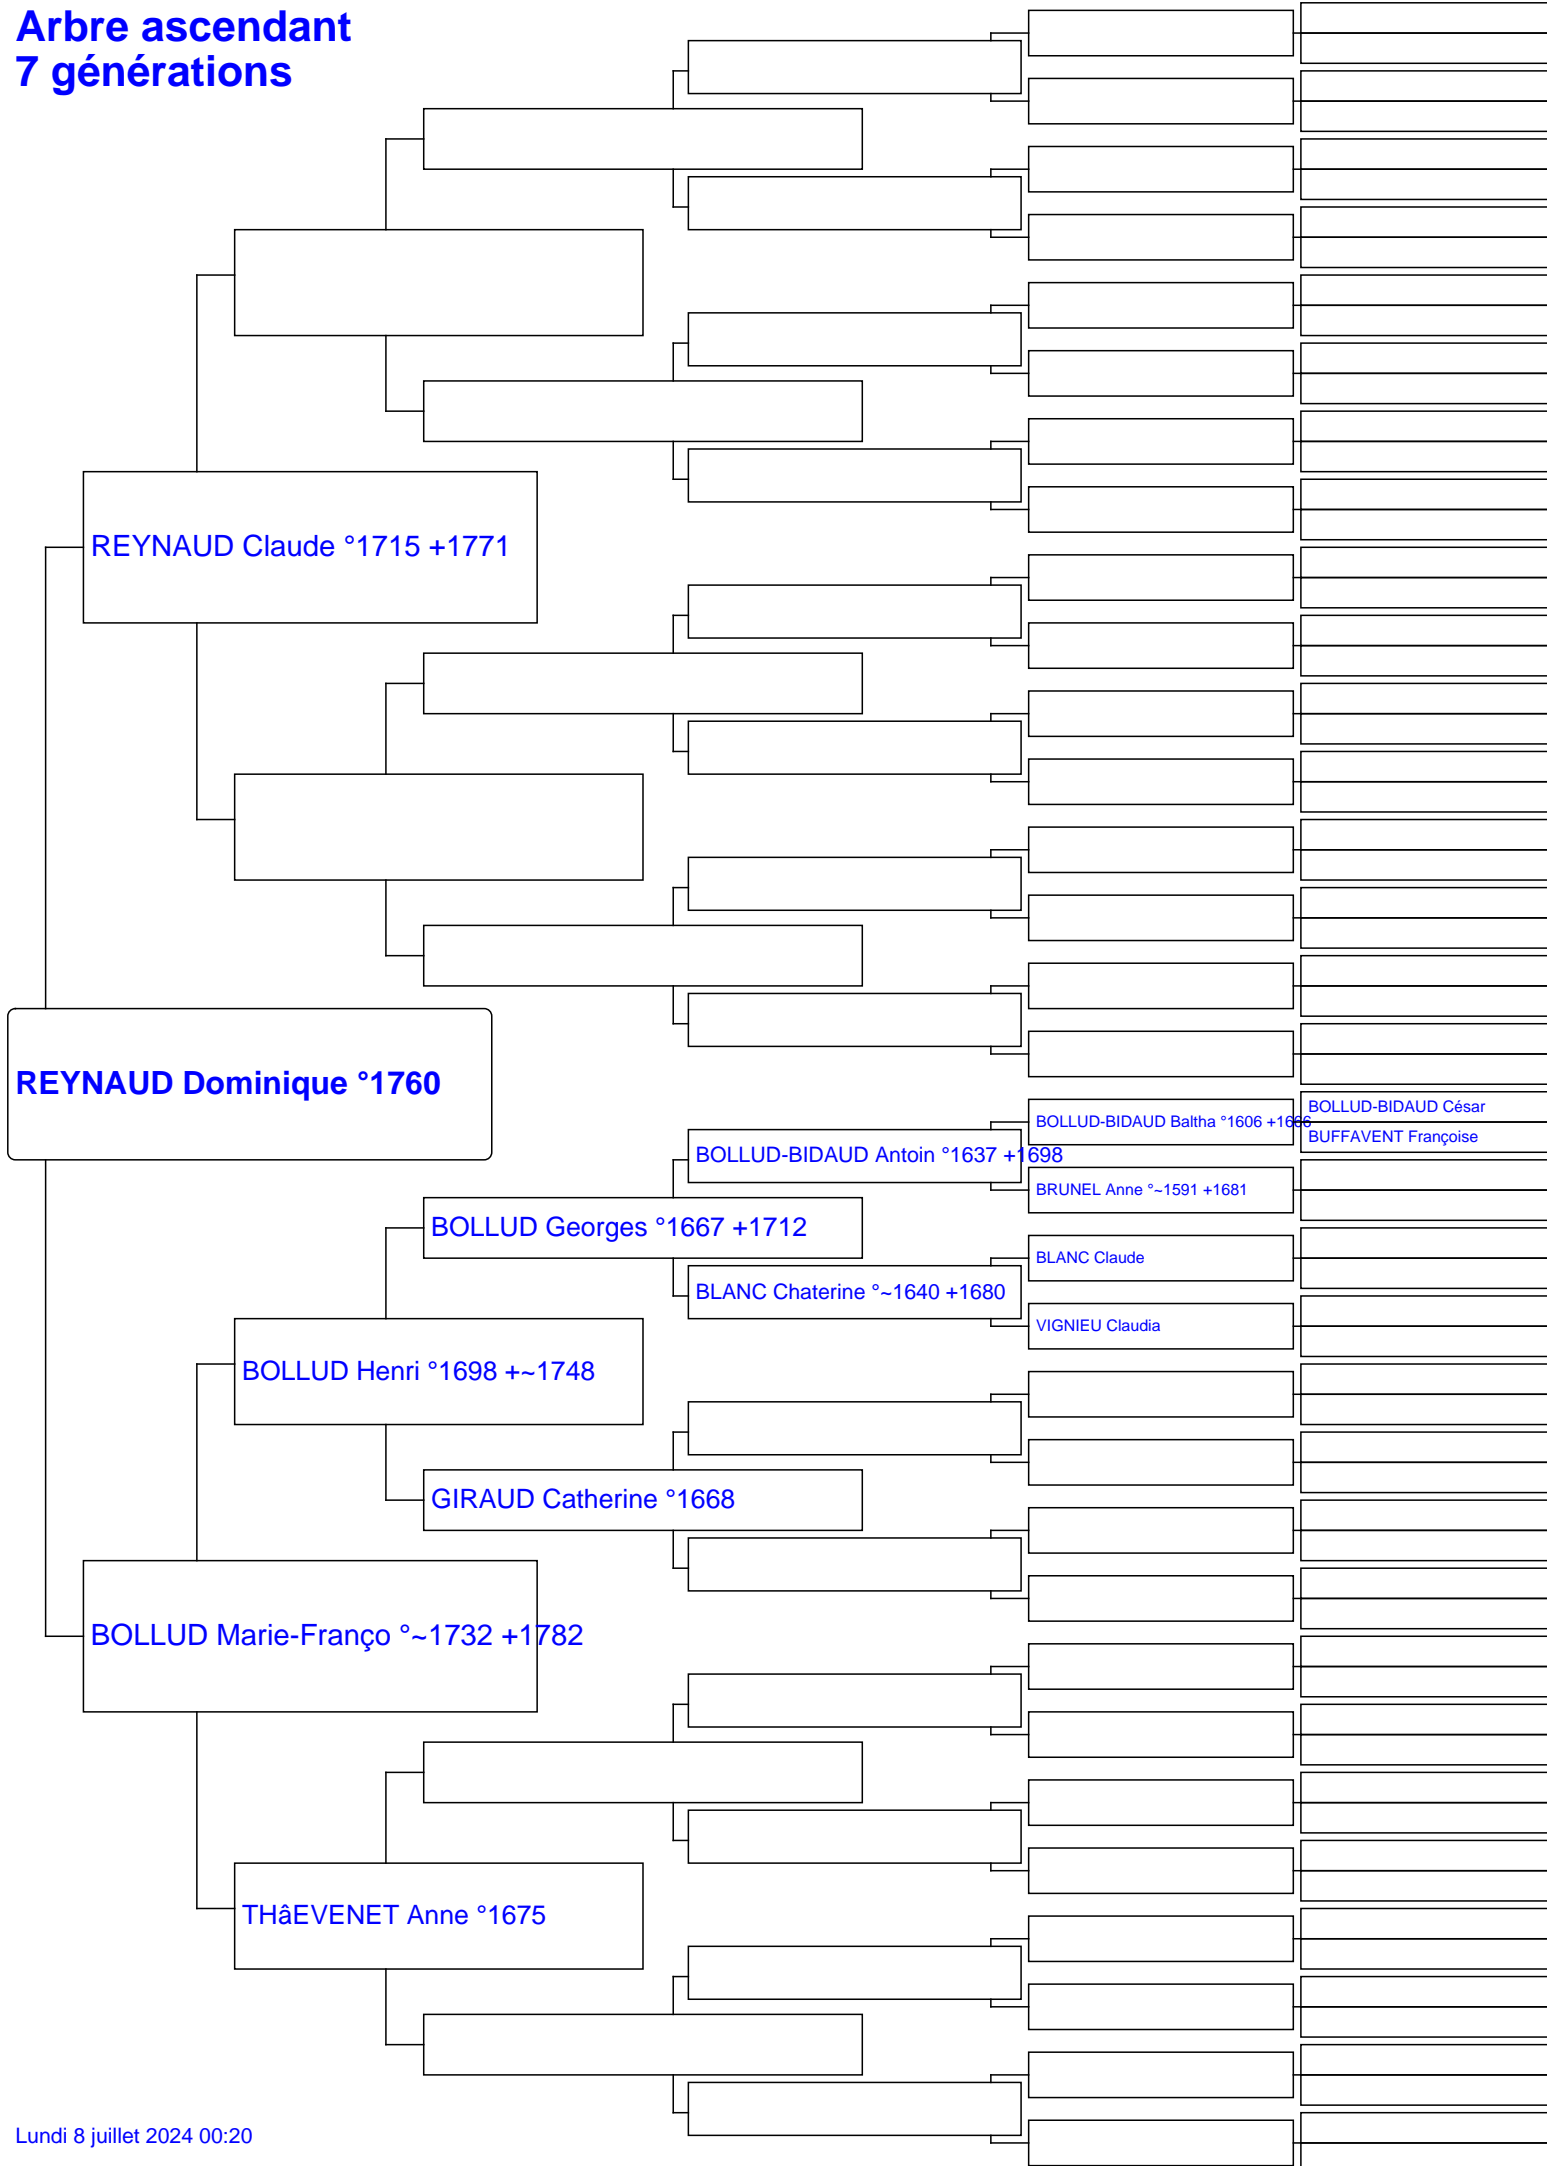 Arbre ascendant
7 générations
REYNAUD Claude °1715 +1771
REYNAUD Dominique °1760
BOLLUD-BIDAUD Baltha °1606 +1666
BOLLUD-BIDAUD César
BUFFAVENT Françoise
BOLLUD-BIDAUD Antoin °1637 +1698
BRUNEL Anne °~1591 +1681
BOLLUD Georges °1667 +1712
BLANC Claude
BLANC Chaterine °~1640 +1680
VIGNIEU Claudia
BOLLUD Henri °1698 +~1748
GIRAUD Catherine °1668
BOLLUD Marie-Franço °~1732 +1782
THâEVENET Anne °1675
Lundi 8 juillet 2024 00:20